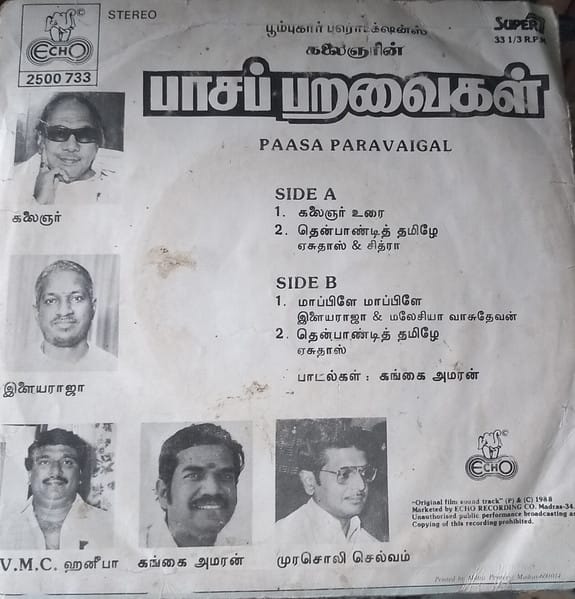 ECHO
2500 733
STEREO
பூம்புகார் புரொடக்ஷன்ஸ்
கலைஞரின்
SUPER 7
33 1/3 R.P.M
பாசப் பறவைகள்
PAASA PARAVAIGAL
கலைஞர்
SIDE A
1. கலைஞர் உரை
2. தென்பாண்டித் தமிழே
ஏசுதாஸ் & சித்ரா
SIDE B
1. மாப்பிளே மாப்பிளே
இளையராஜா & மலேசியா வாசுதேவன்
2. தென்பாண்டித் தமிழே
ஏசுதாஸ்
பாடல்கள் : கங்கை அமரன்
இளையராஜா
V.M.C. ஹனீபா
கங்கை அமரன்
முரசொலி செல்வம்
ECHO
"Original film sound track" (P) & (C) 1988
Marketed by ECHO RECORDING CO. Madras-34.
Unauthorised public performance broadcasting a
Copying of this recording prohibited.
Printed by